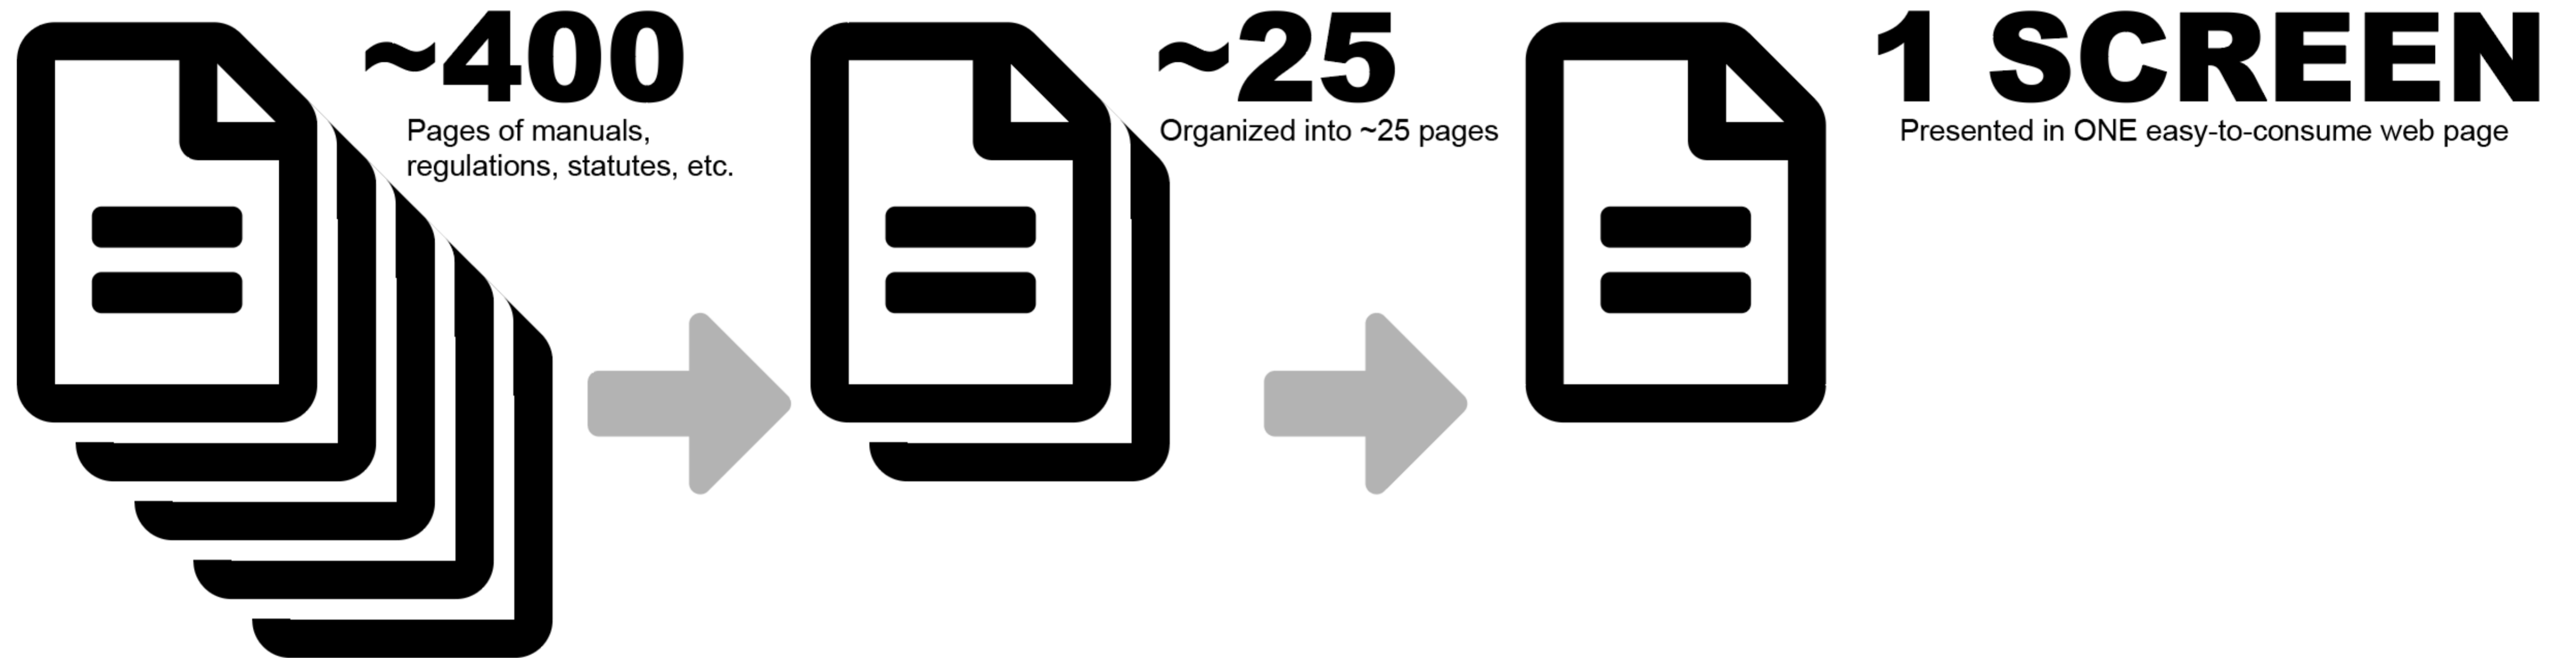 ~400
Pages of manuals,
regulations, statutes, etc.
~25
Organized into ~25 pages
1 SCREEN
Presented in ONE easy-to-consume web page